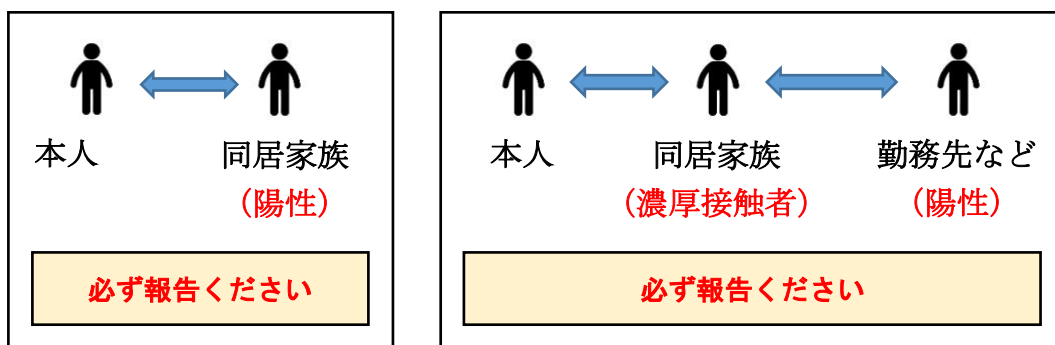 本人
同居家族
（陽性）
必ず報告ください
本人
同居家族
（濃厚接触者）
勤務先など
（陽性）
必ず報告ください